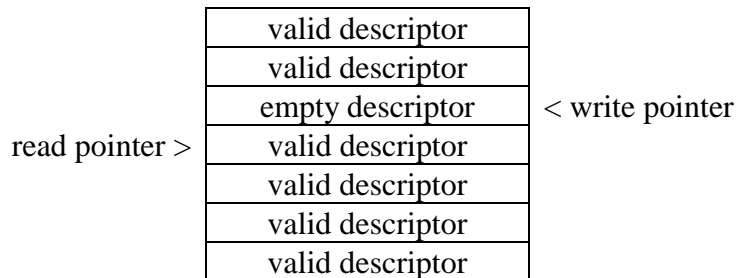 valid descriptor
valid descriptor
empty descriptor < write pointer
read pointer > valid descriptor
valid descriptor
valid descriptor
valid descriptor